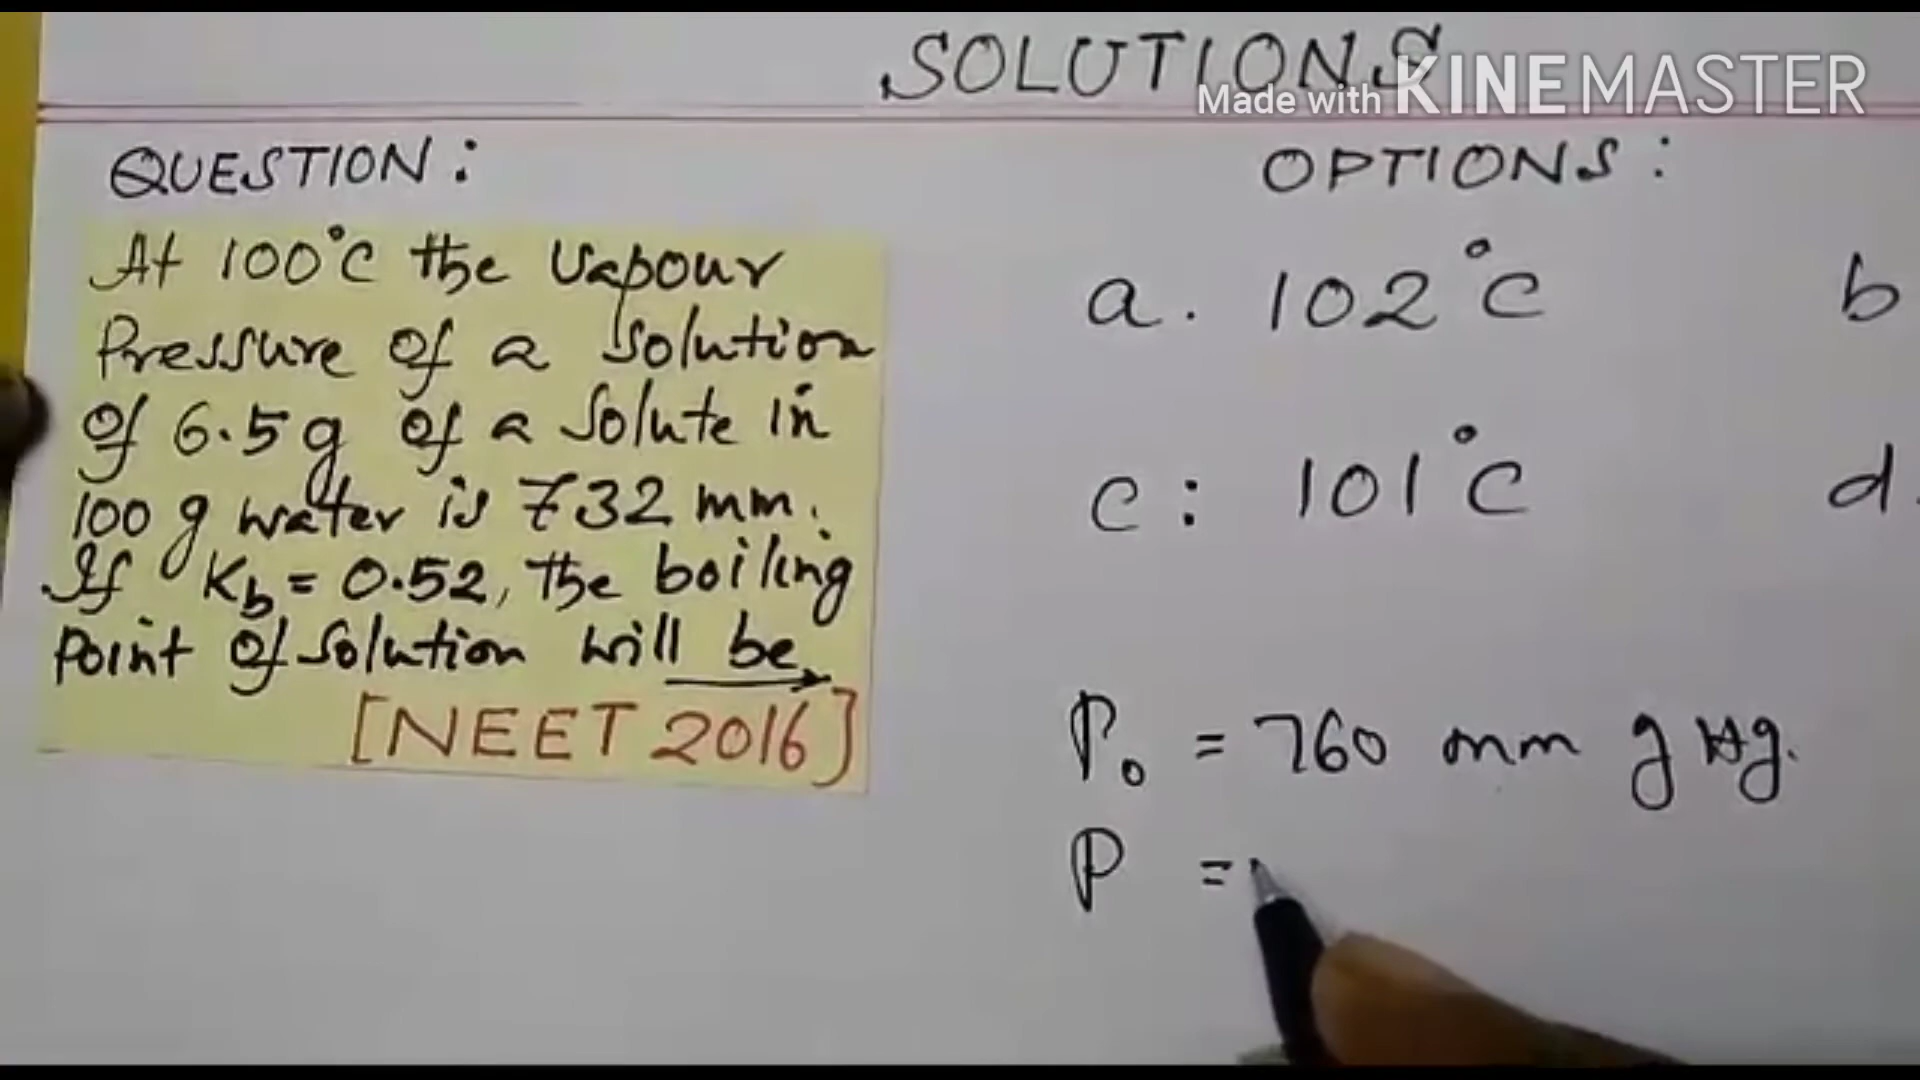 SOLUTIONS
Made with KINEMASTER
QUESTION:
At 100°C the Vapour
Pressure of a Solution
of 6.5g of a Solute in
100 g water is 732 mm.
If Kb = 0.52, the boiling
Point of Solution will be
[NEET 2016]
OPTIONS:
a. 102°C
b
c: 101°C
d.
P₀ = 760 mm g Hg.
P =